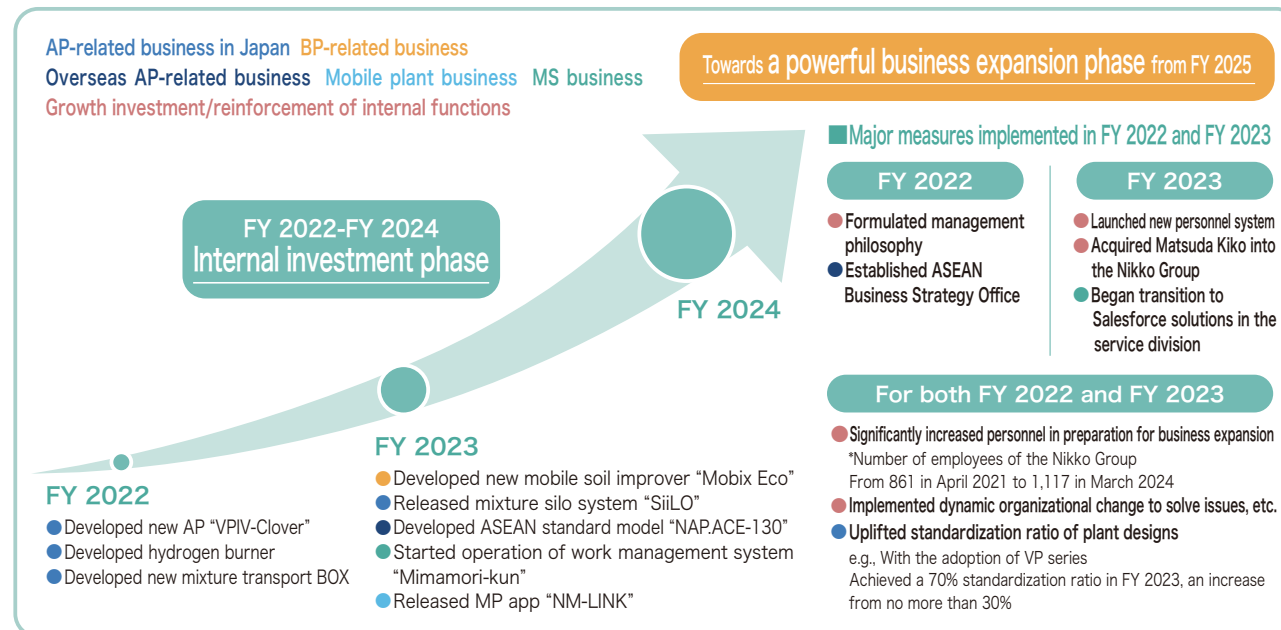 AP-related business in Japan BP-related business
Overseas AP-related business Mobile plant business MS business
Growth investment/reinforcement of internal functions
Towards a powerful business expansion phase from FY 2025
FY 2022-FY 2024
Internal investment phase
FY 2022
●Developed new AP “VPIV-Clover”
●Developed hydrogen burner
●Developed new mixture transport BOX
FY 2023
●Developed new mobile soil improver “Mobix Eco”
●Released mixture silo system “SiiLO”
●Developed ASEAN standard model “NAP.ACE-130”
●Started operation of work management system
“Mimamori-kun”
●Released MP app “NM-LINK”
FY 2024
■Major measures implemented in FY 2022 and FY 2023
FY 2022
●Formulated management
philosophy
●Established ASEAN
Business Strategy Office
FY 2023
●Launched new personnel system
●Acquired Matsuda Kiko into
the Nikko Group
●Began transition to
Salesforce solutions in the
service division
For both FY 2022 and FY 2023
●Significantly increased personnel in preparation for business expansion
*Number of employees of the Nikko Group
From 861 in April 2021 to 1,117 in March 2024
●Implemented dynamic organizational change to solve issues, etc.
●Uplifted standardization ratio of plant designs
e.g., With the adoption of VP series
Achieved a 70% standardization ratio in FY 2023, an increase
from no more than 30%